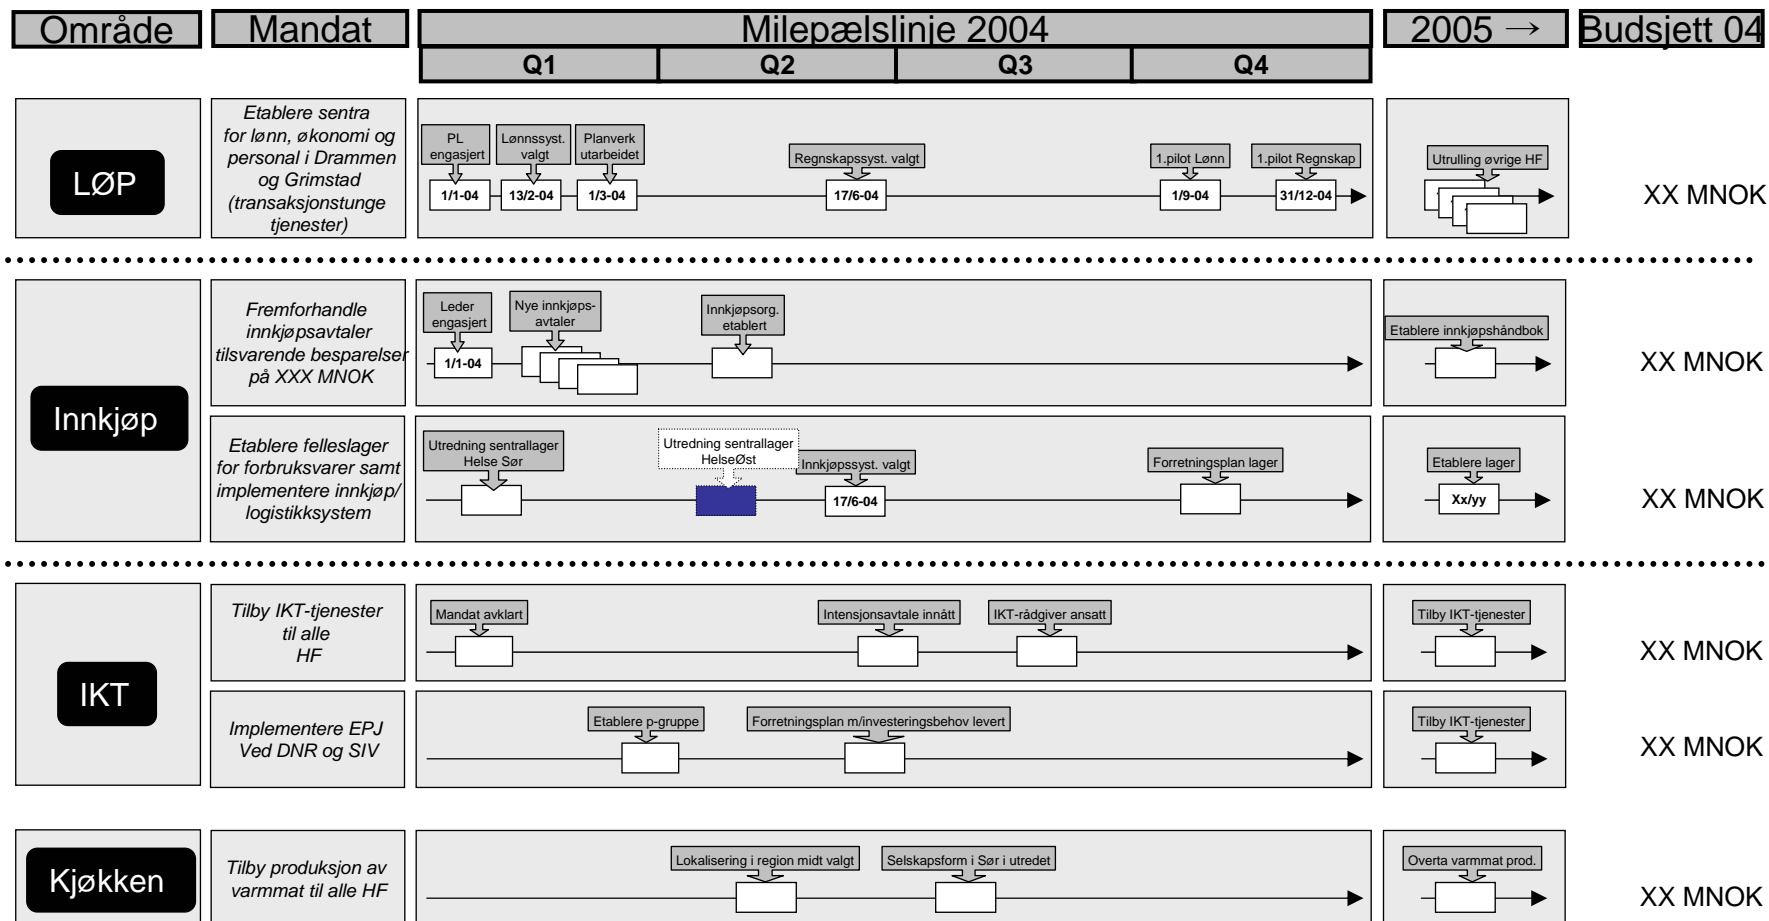 Område
Mandat
Milepælslinje 2004
2005 →
Budsjett 04
Q1
Q2
Q3
Q4
LØP
Etablere sentra
for lønn, økonomi og
personal i Drammen
og Grimstad
(transaksjonstunge
tjenester)
PL
engasjert
1/1-04
Lønnssyst.
valgt
13/2-04
Planverk
utarbeidet
1/3-04
Regnskapssyst. valgt
17/6-04
1.pilot Lønn
1/9-04
1.pilot Regnskap
31/12-04
Utrulling øvrige HF
XX MNOK
Innkjøp
Fremforhandle
innkjøpsavtaler
tilsvarende besparelser
på XXX MNOK
Leder
engasjert
1/1-04
Nye innkjøps-
avtaler
Innkjøpsorg.
etablert
Etablere innkjøpshåndbok
XX MNOK
Etablere felleslager
for forbruksvarer samt
implementere innkjøp/
logistikksystem
Utredning sentrallager
Helse Sør
Utredning sentrallager
HelseØst
Innkjøpssyst. valgt
17/6-04
Forretningsplan lager
Etablere lager
Xx/yy
XX MNOK
IKT
Tilby IKT-tjenester
til alle
HF
Mandat avklart
Intensjonsavtale innått
IKT-rådgiver ansatt
Tilby IKT-tjenester
XX MNOK
Implementere EPJ
Ved DNR og SIV
Etablere p-gruppe
Forretningsplan m/investeringsbehov levert
Tilby IKT-tjenester
XX MNOK
Kjøkken
Tilby produksjon av
varmmat til alle HF
Lokalisering i region midt valgt
Selskapsform i Sør i utredet
Overta varmmat prod.
XX MNOK